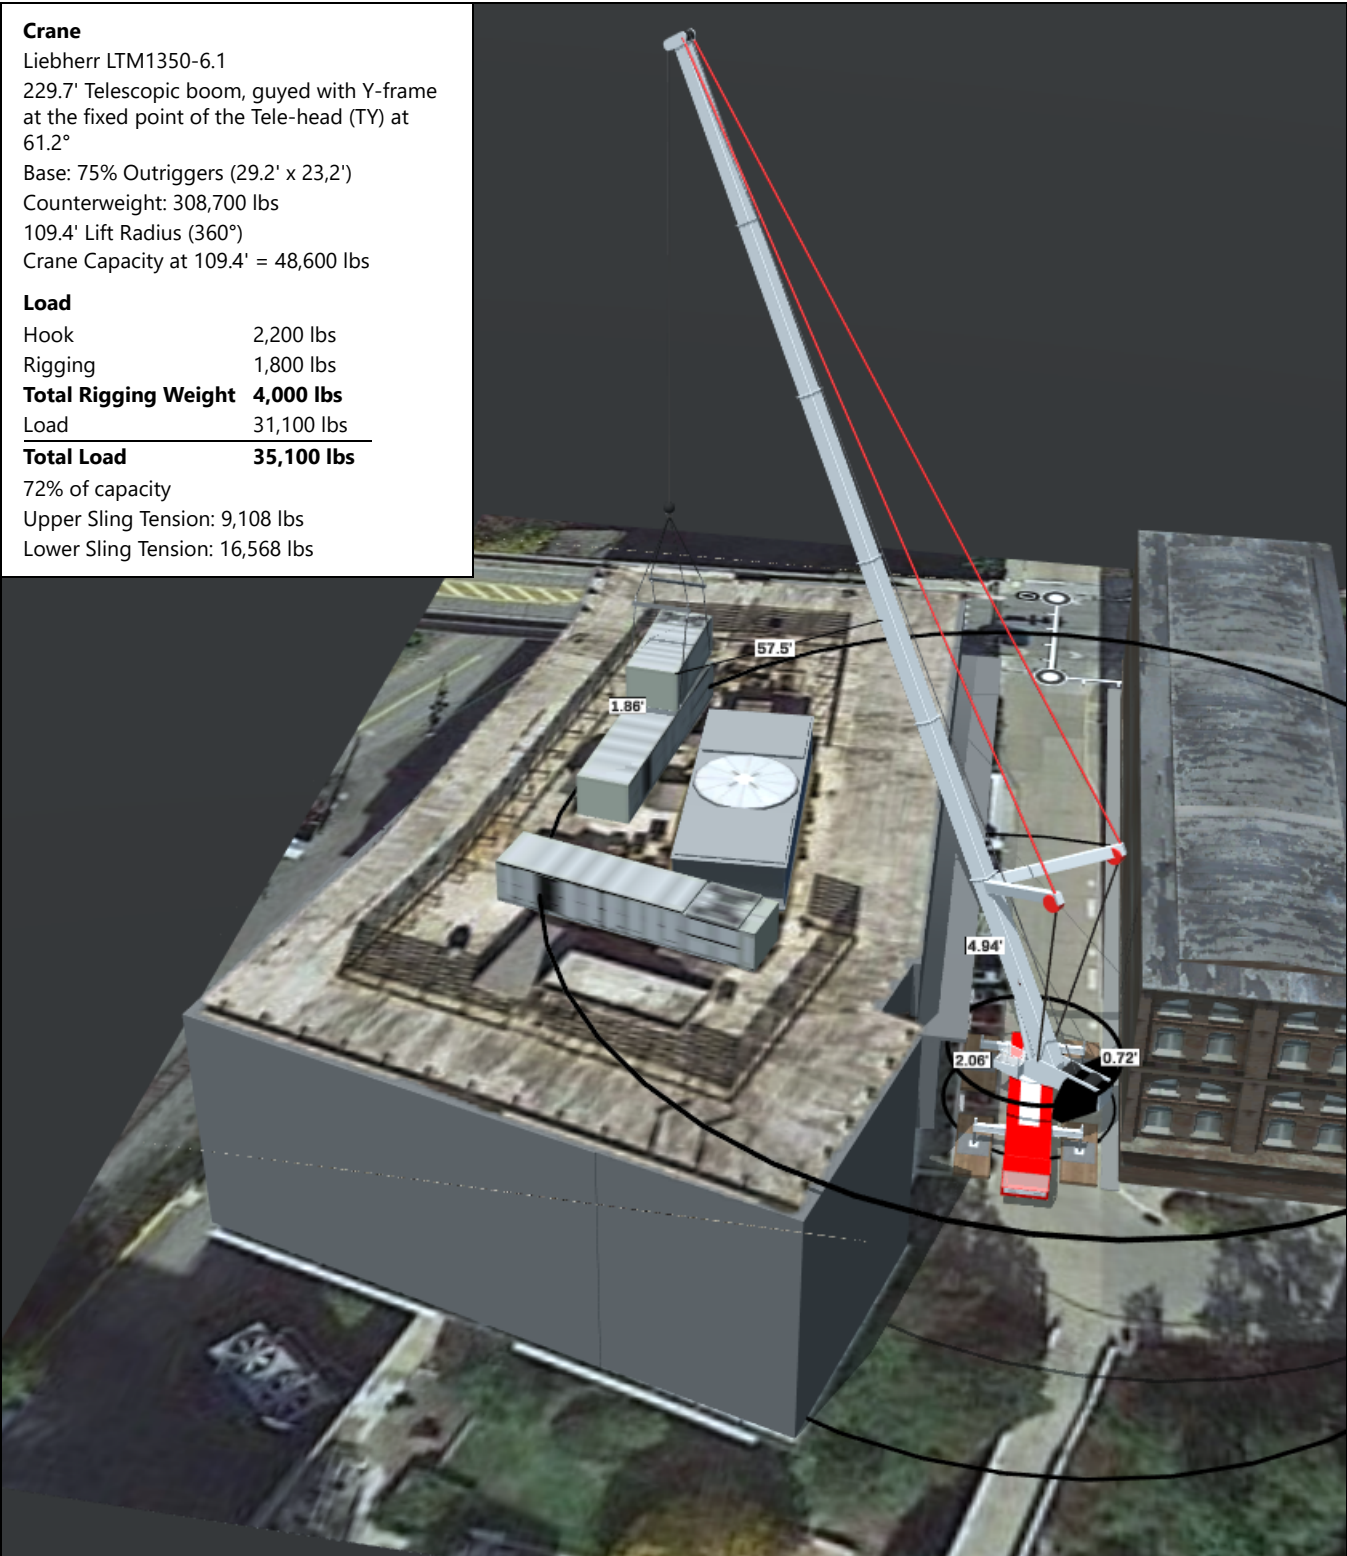 Crane
Liebherr LTM1350-6.1
229.7' Telescopic boom, guyed with Y-frame
at the fixed point of the Tele-head (TY) at
61.2°
Base: 75% Outriggers (29.2' x 23,2')
Counterweight: 308,700 lbs
109.4' Lift Radius (360°)
Crane Capacity at 109.4' = 48,600 lbs
Load
Hook 2,200 lbs
Rigging 1,800 lbs
Total Rigging Weight 4,000 lbs
Load 31,100 lbs
Total Load 35,100 lbs
72% of capacity
Upper Sling Tension: 9,108 lbs
Lower Sling Tension: 16,568 lbs
57.5'
1.86'
4.94'
2.06'
0.72'